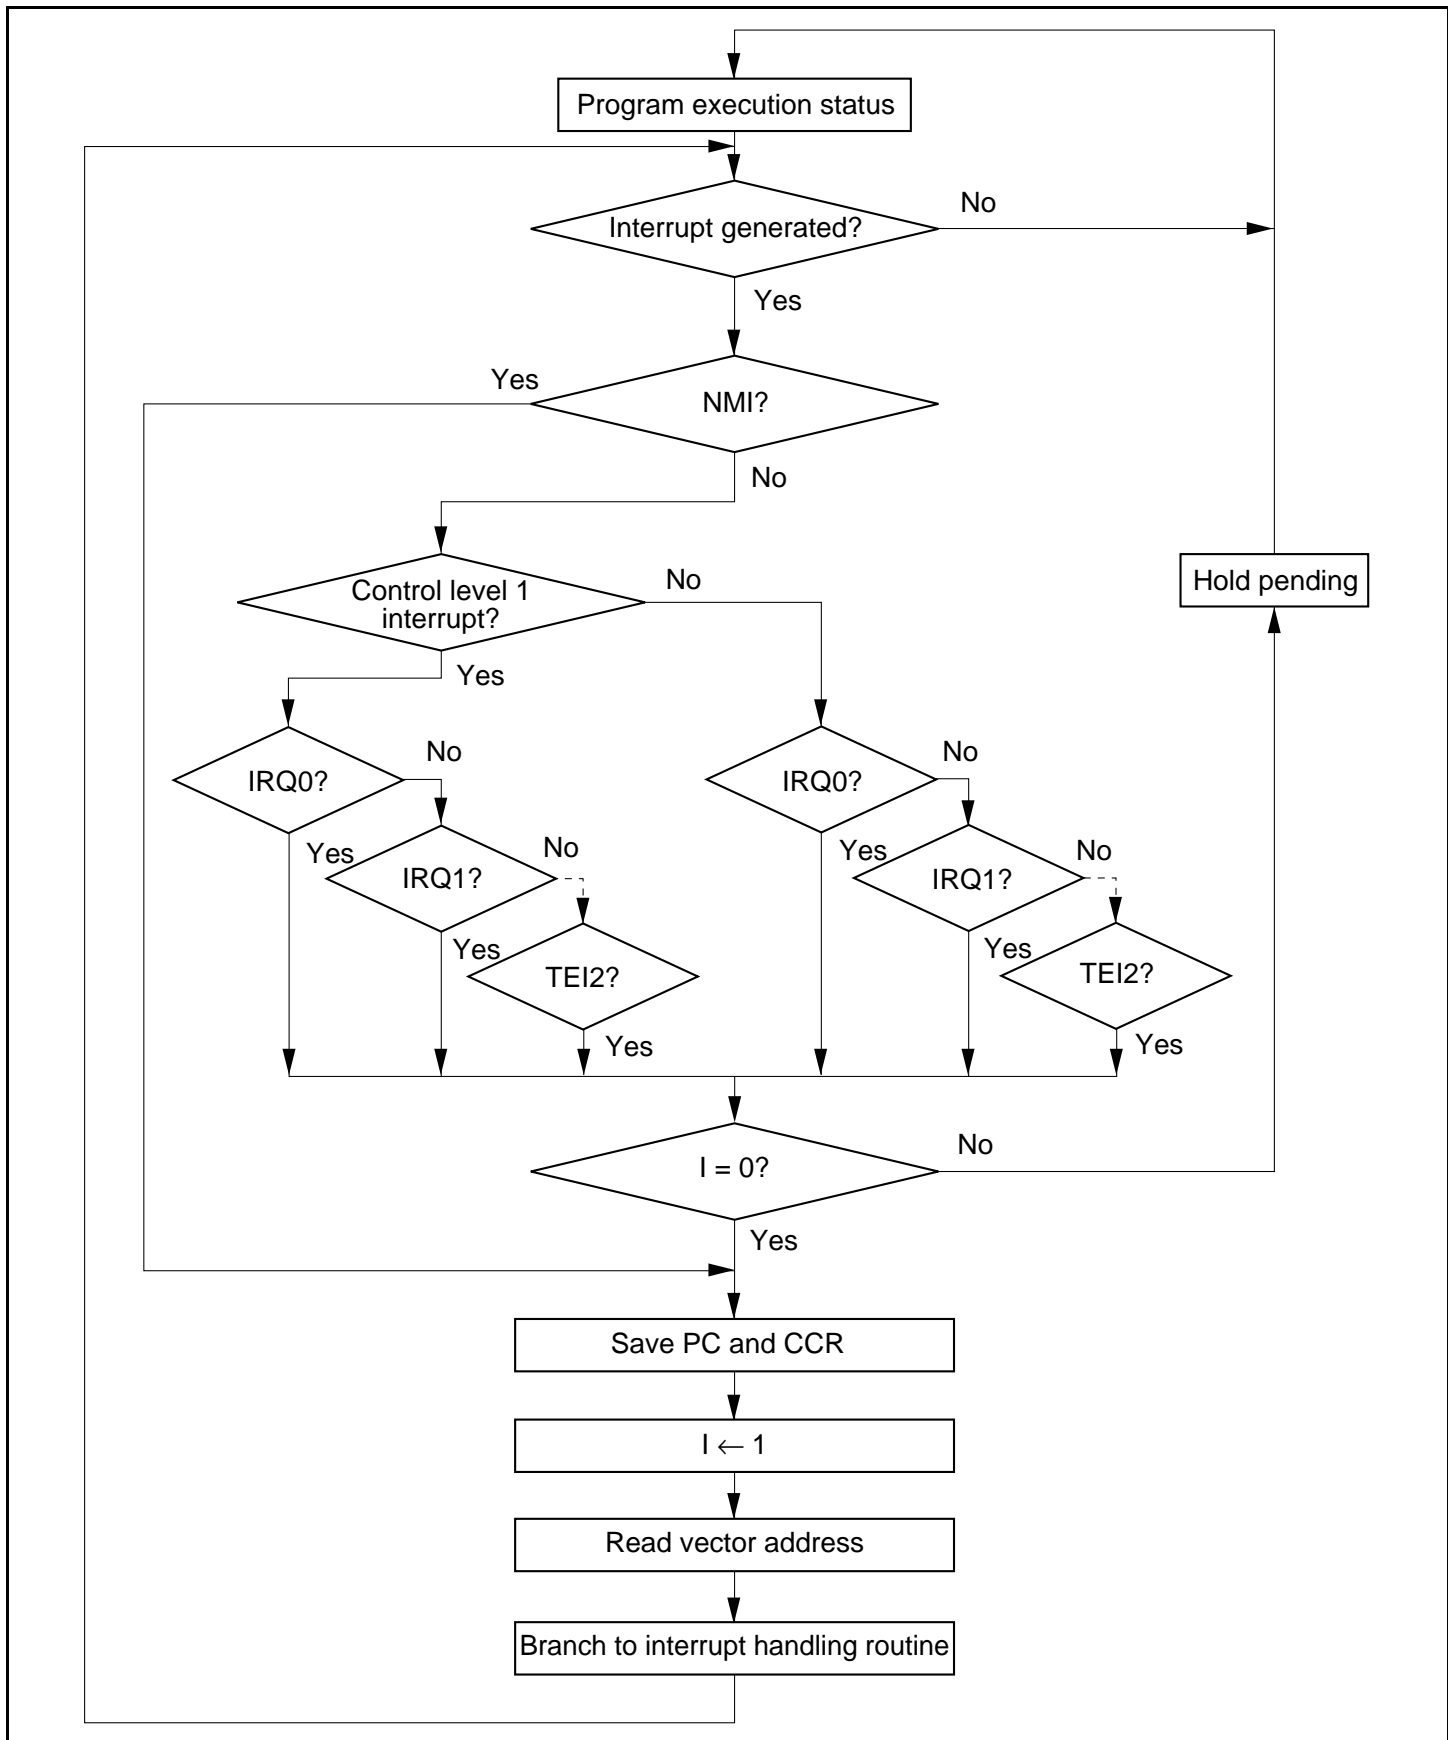 Program execution status
No
Interrupt generated?
Yes
Yes
NMI?
No
Control level 1
interrupt?
No
Hold pending
Yes
No
No
IRQ0?
IRQ0?
Yes
No
Yes
No
IRQ1?
IRQ1?
Yes
Yes
TEI2?
TEI2?
Yes
Yes
No
I = 0?
Yes
Save PC and CCR
I ← 1
Read vector address
Branch to interrupt handling routine